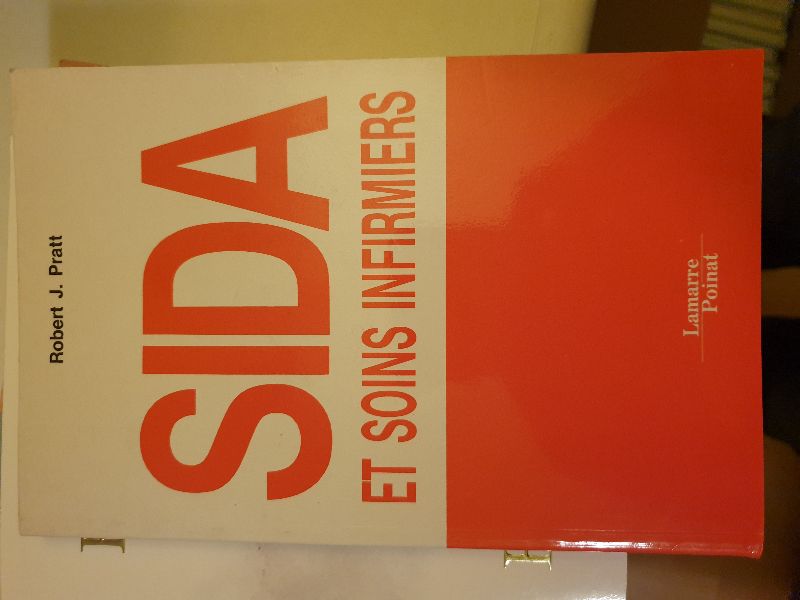 Robert J. Pratt
SIDA
ET SOINS INFIRMIERS
Lamarre
Poinat